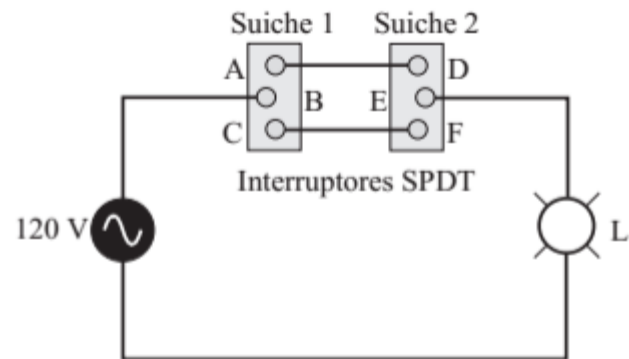 Suiche 1 Suiche 2
A D
B E
C F
Interruptores SPDT
120 V
L